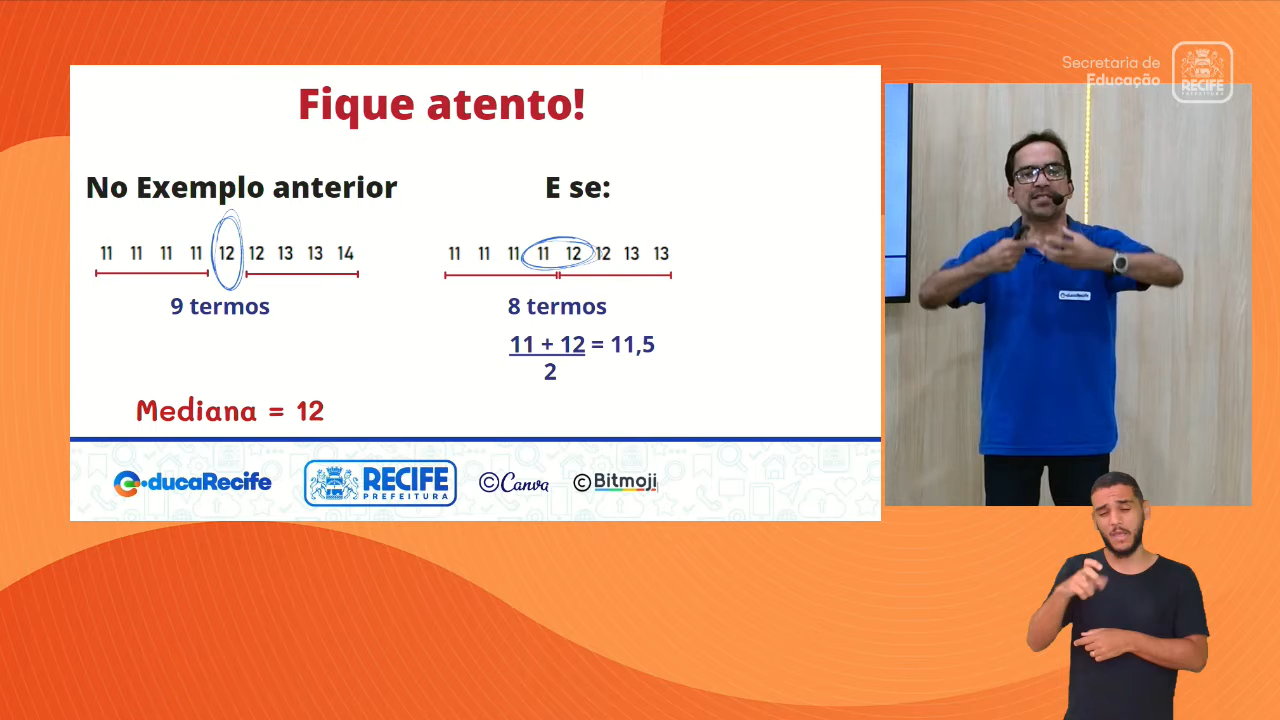 Secretaria de
Educação
RECIFE
PREFEITURA
Fique atento!
No Exemplo anterior
11 11 11 11 12 12 13 13 14
9 termos
Mediana = 12
E se:
11 11 11 11 12 12 13 13
8 termos
11 + 12 = 11,5
2
EducaRecife
RECIFE
PREFEITURA
©Canva
©Bitmoji
EducaRecife